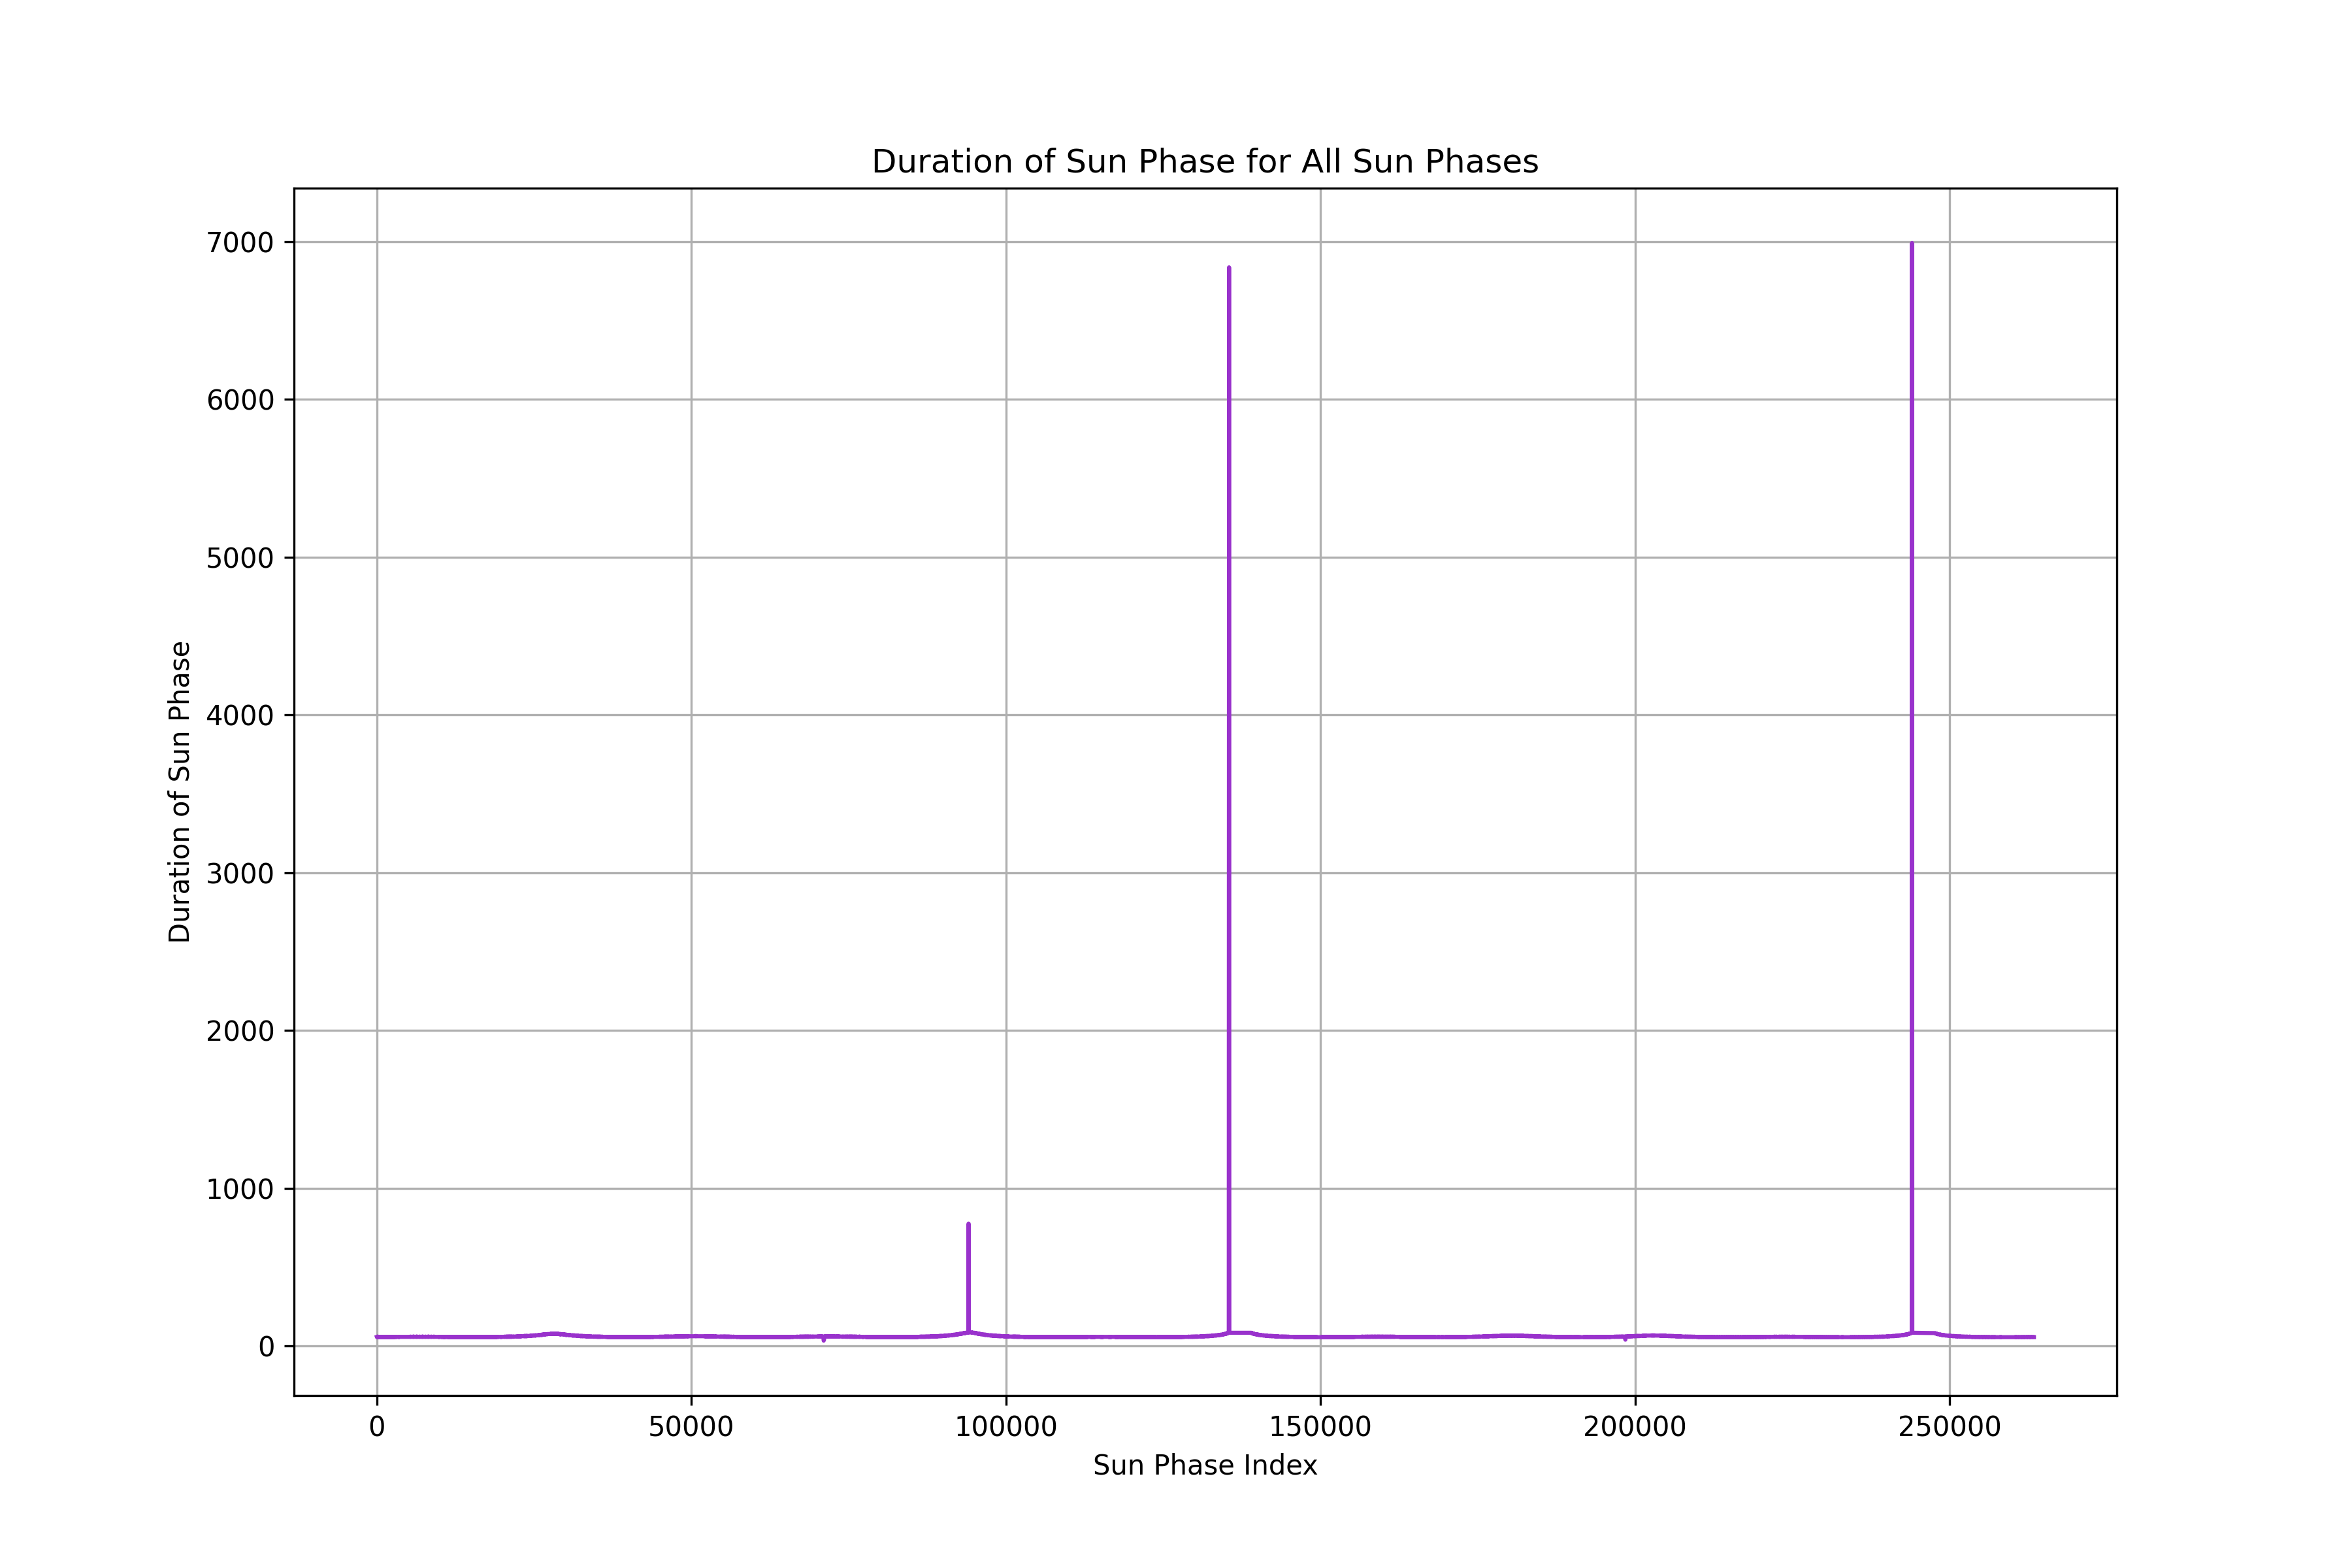 Duration of Sun Phase for All Sun Phases
7000
6000
5000
4000
3000
2000
1000
0
Duration of Sun Phase
0 50000 100000 150000 200000 250000
Sun Phase Index